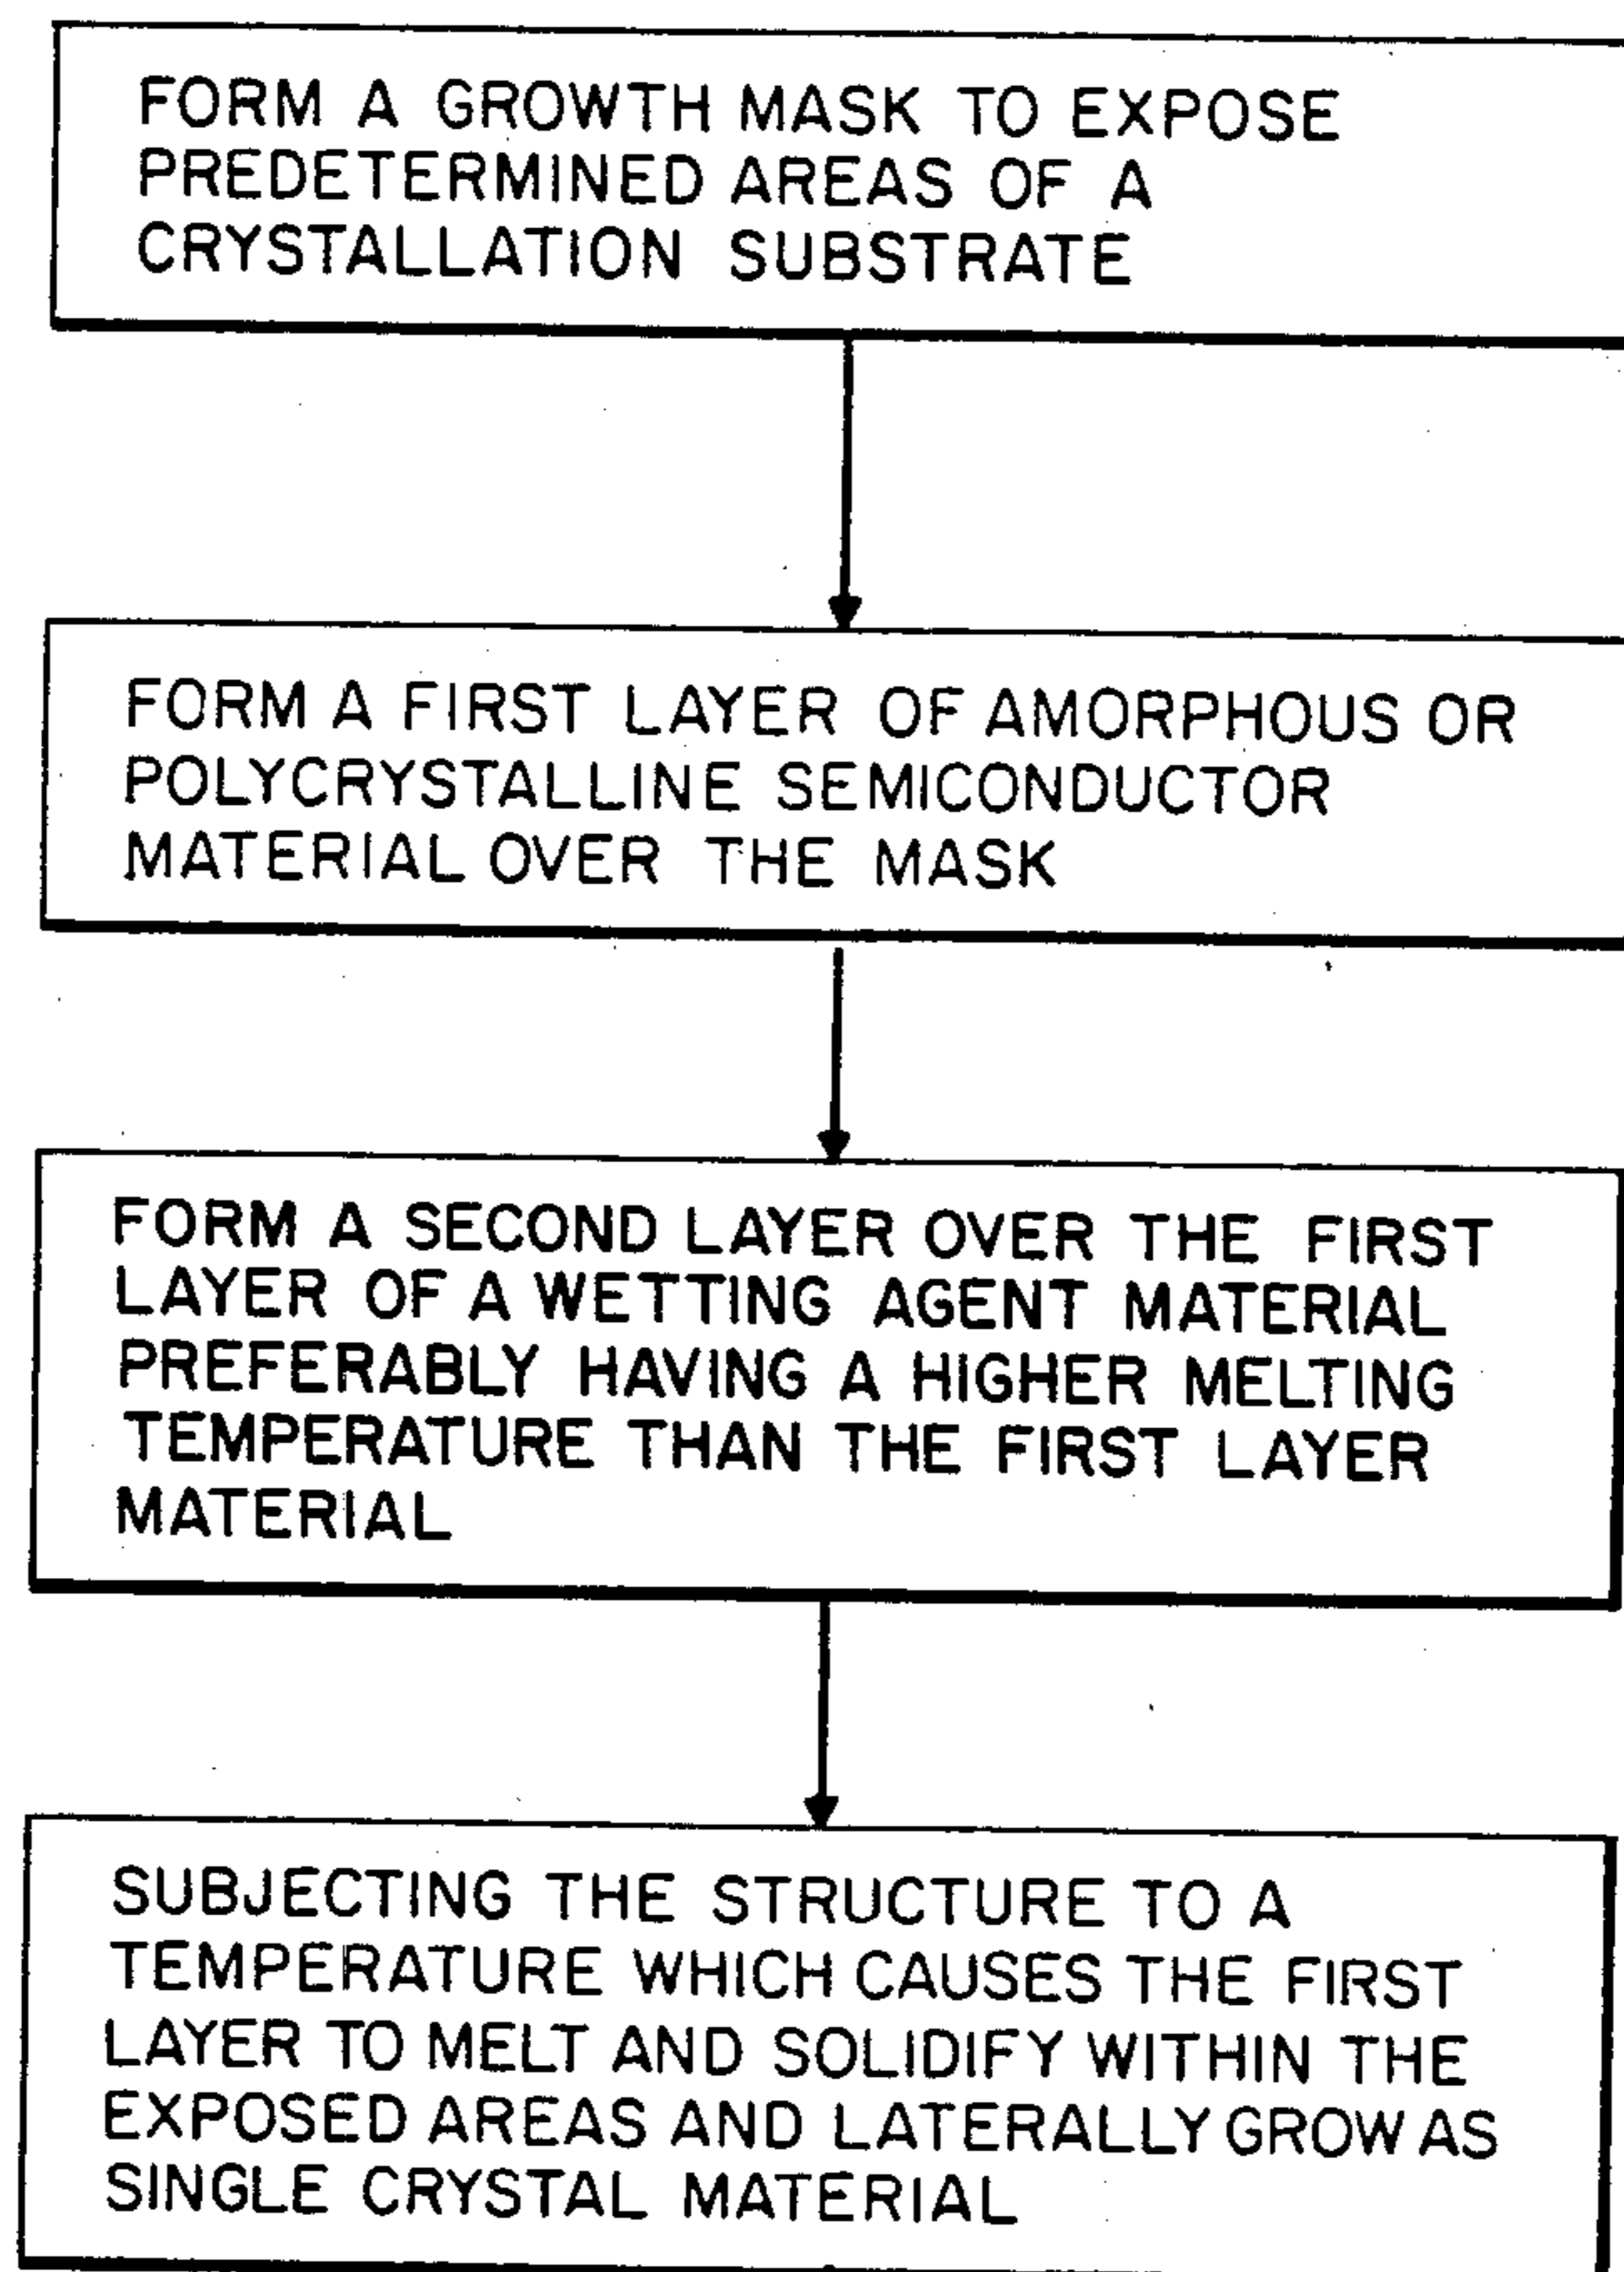 FORM A GROWTH MASK TO EXPOSE
PREDETERMINED AREAS OF A
CRYSTALLATION SUBSTRATE
FORM A FIRST LAYER OF AMORPHOUS OR
POLYCRYSTALLINE SEMICONDUCTOR
MATERIAL OVER THE MASK
FORM A SECOND LAYER OVER THE FIRST
LAYER OF A WETTING AGENT MATERIAL
PREFERABLY HAVING A HIGHER MELTING
TEMPERATURE THAN THE FIRST LAYER
MATERIAL
SUBJECTING THE STRUCTURE TO A
TEMPERATURE WHICH CAUSES THE FIRST
LAYER TO MELT AND SOLIDIFY WITHIN THE
EXPOSED AREAS AND LATERALLY GROW AS
SINGLE CRYSTAL MATERIAL